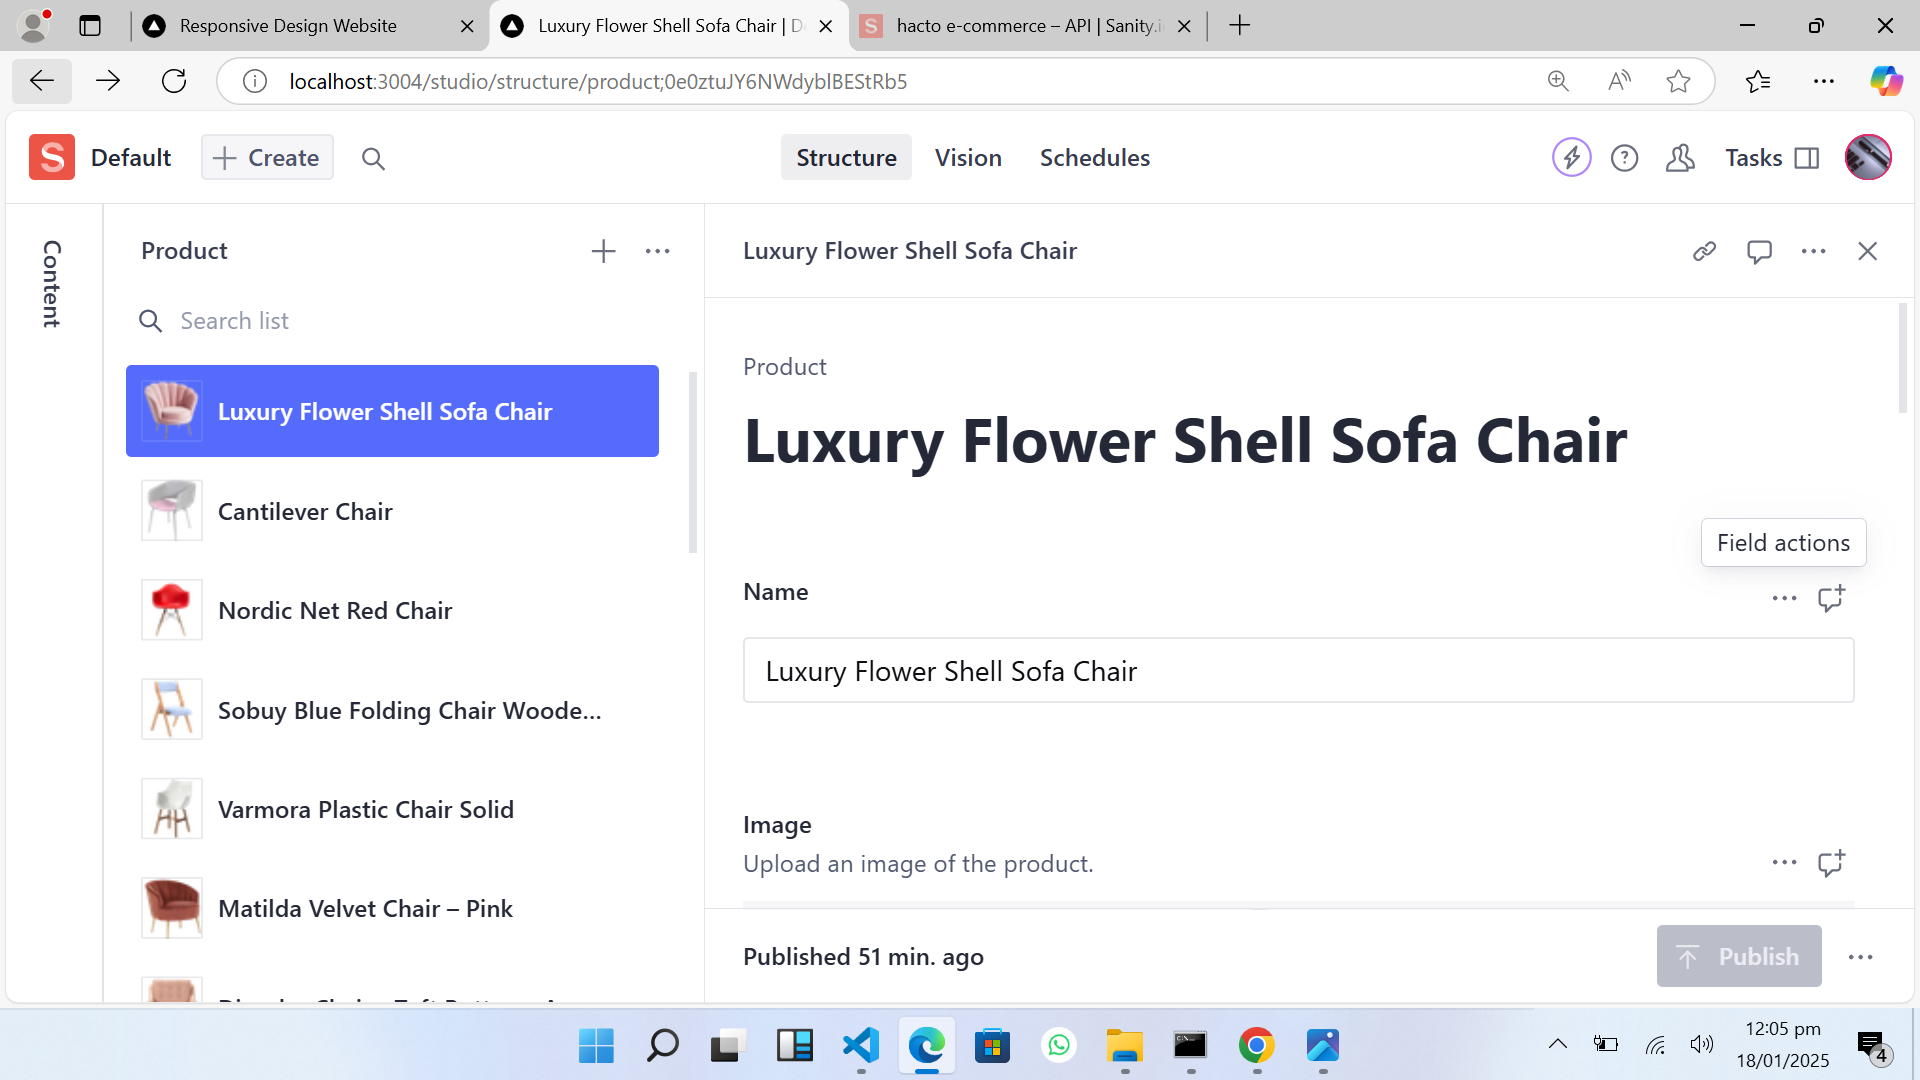 Responsive Design Website
Luxury Flower Shell Sofa Chair | D
hacto e-commerce – API | Sanity.i
localhost:3004/studio/structure/product;0e0ztuJY6NWdyblBEStRb5
S
Default
Create
Structure
Vision
Schedules
Tasks
Content
Product
Search list
Luxury Flower Shell Sofa Chair
Cantilever Chair
Nordic Net Red Chair
Sobuy Blue Folding Chair Woode...
Varmora Plastic Chair Solid
Matilda Velvet Chair – Pink
Luxury Flower Shell Sofa Chair
Product
Luxury Flower Shell Sofa Chair
Field actions
Name
Luxury Flower Shell Sofa Chair
Image
Upload an image of the product.
Published 51 min. ago
Publish
12:05 pm
18/01/2025
4